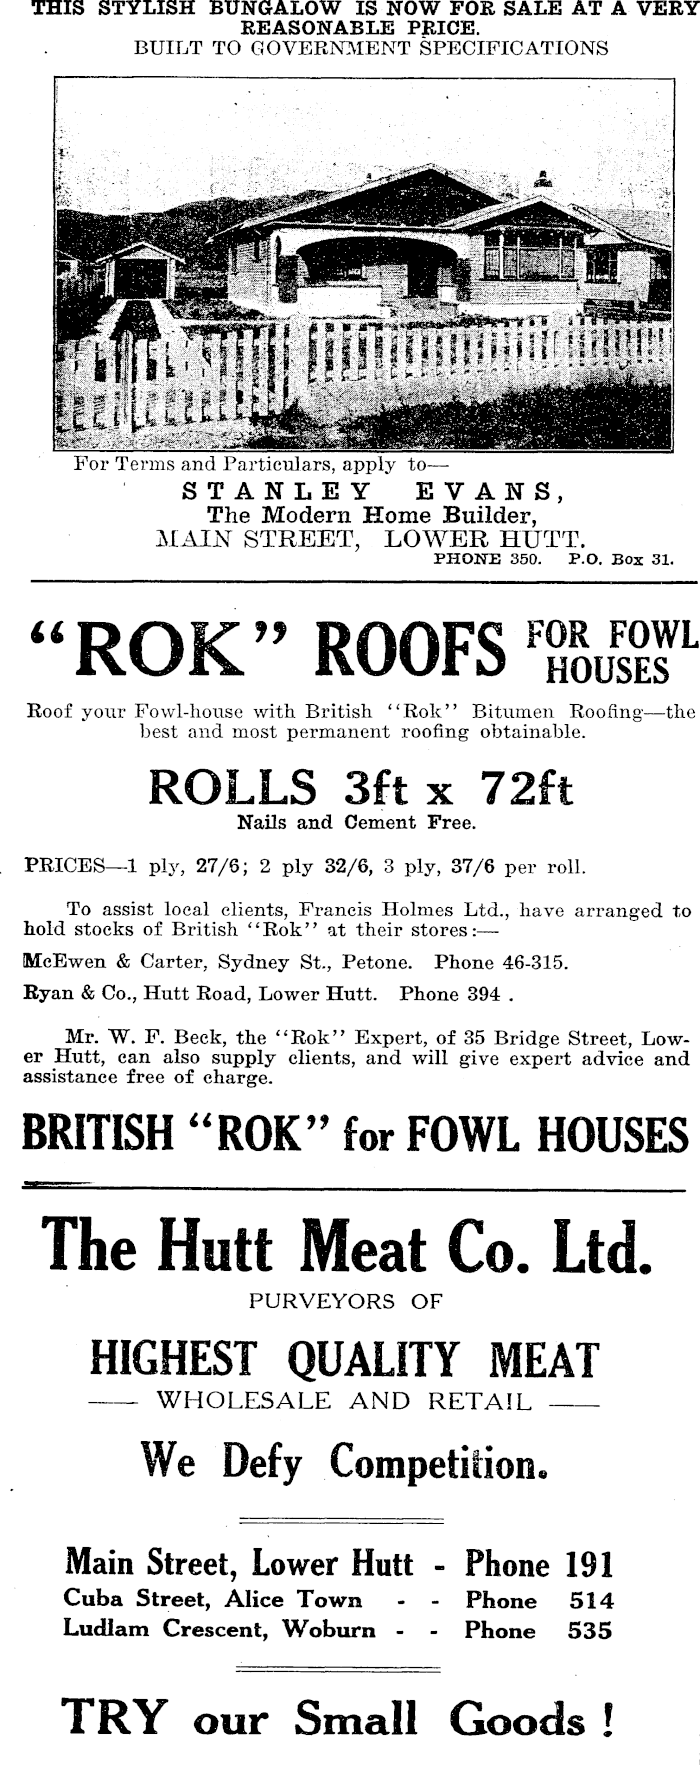 THIS STYLISH BUNGALOW IS NOW FOR SALE AT A VERY
REASONABLE PRICE.
BUILT TO GOVERNMENT SPECIFICATIONS
For Terms and Particulars, apply to—
STANLEY EVANS,
The Modern Home Builder,
MAIN STREET, LOWER HUTT.
PHONE 350. P.O. Box 31.
"ROK" ROOFS FOR FOWL
HOUSES
Roof your Fowl-house with British "Rok" Bitumen Roofing—the
best and most permanent roofing obtainable.
ROLLS 3ft x 72ft
Nails and Cement Free.
PRICES—1 ply, 27/6; 2 ply 32/6, 3 ply, 37/6 per roll.
To assist local clients, Francis Holmes Ltd., have arranged to
hold stocks of British "Rok" at their stores:—
McEwen & Carter, Sydney St., Petone. Phone 46-315.
Ryan & Co., Hutt Road, Lower Hutt. Phone 394 .
Mr. W. F. Beck, the "Rok" Expert, of 35 Bridge Street, Low-
er Hutt, can also supply clients, and will give expert advice and
assistance free of charge.
BRITISH "ROK" for FOWL HOUSES
The Hutt Meat Co. Ltd.
PURVEYORS OF
HIGHEST QUALITY MEAT
—— WHOLESALE AND RETAIL ——
We Defy Competition.
Main Street, Lower Hutt - Phone 191
Cuba Street, Alice Town - - Phone 514
Ludlam Crescent, Woburn - - Phone 535
TRY our Small Goods !